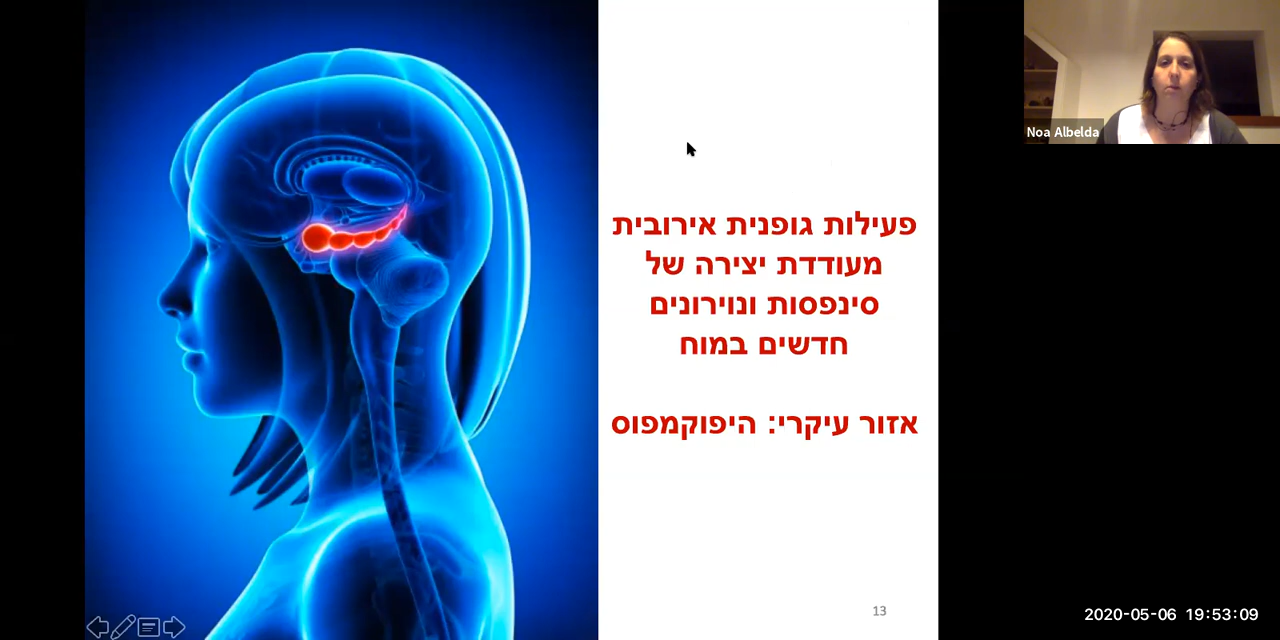 פעילות גופנית אירובית
מעודדת יצירה של
סינפסות ונוירונים
חדשים במוח
אזור עיקרי: היפוקמפוס
13
Noa Albelda
2020-05-06 19:53:09